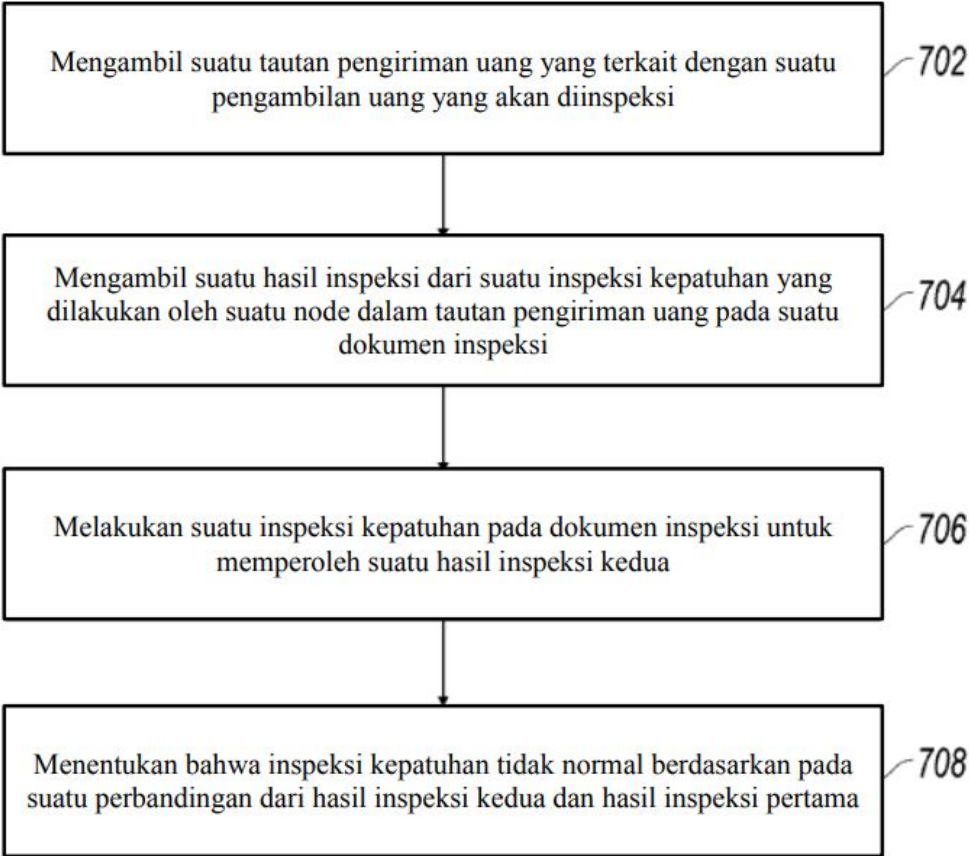 Mengambil suatu tautan pengiriman uang yang terkait dengan suatu
pengambilan uang yang akan diinspeksi
702
Mengambil suatu hasil inspeksi dari suatu inspeksi kepatuhan yang
dilakukan oleh suatu node dalam tautan pengiriman uang pada suatu
dokumen inspeksi
704
Melakukan suatu inspeksi kepatuhan pada dokumen inspeksi untuk
memperoleh suatu hasil inspeksi kedua
706
Menentukan bahwa inspeksi kepatuhan tidak normal berdasarkan pada
suatu perbandingan dari hasil inspeksi kedua dan hasil inspeksi pertama
708